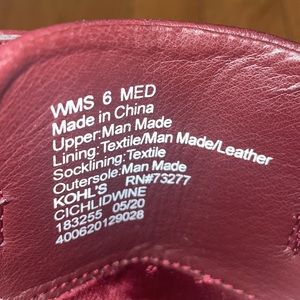 WMS 6 MED
Made in China
Upper:Man Made
Lining:Textile/Man Made/Leather
Socklining:Textile
Outersole:Man Made
KOHL'S RN#73277
CICHLIDWINE
183255 05/20
400620129028